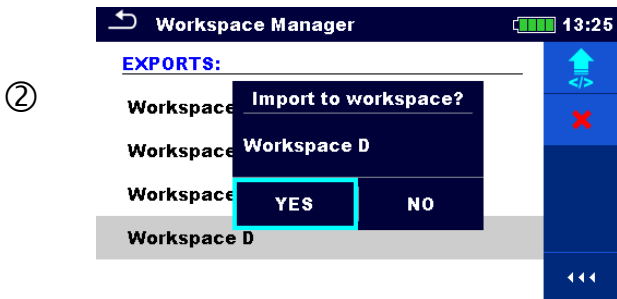 Workspace Manager 13:25
EXPORTS:
②
Import to workspace?
Workspace
Workspace Workspace D
Workspace YES NO
Workspace D